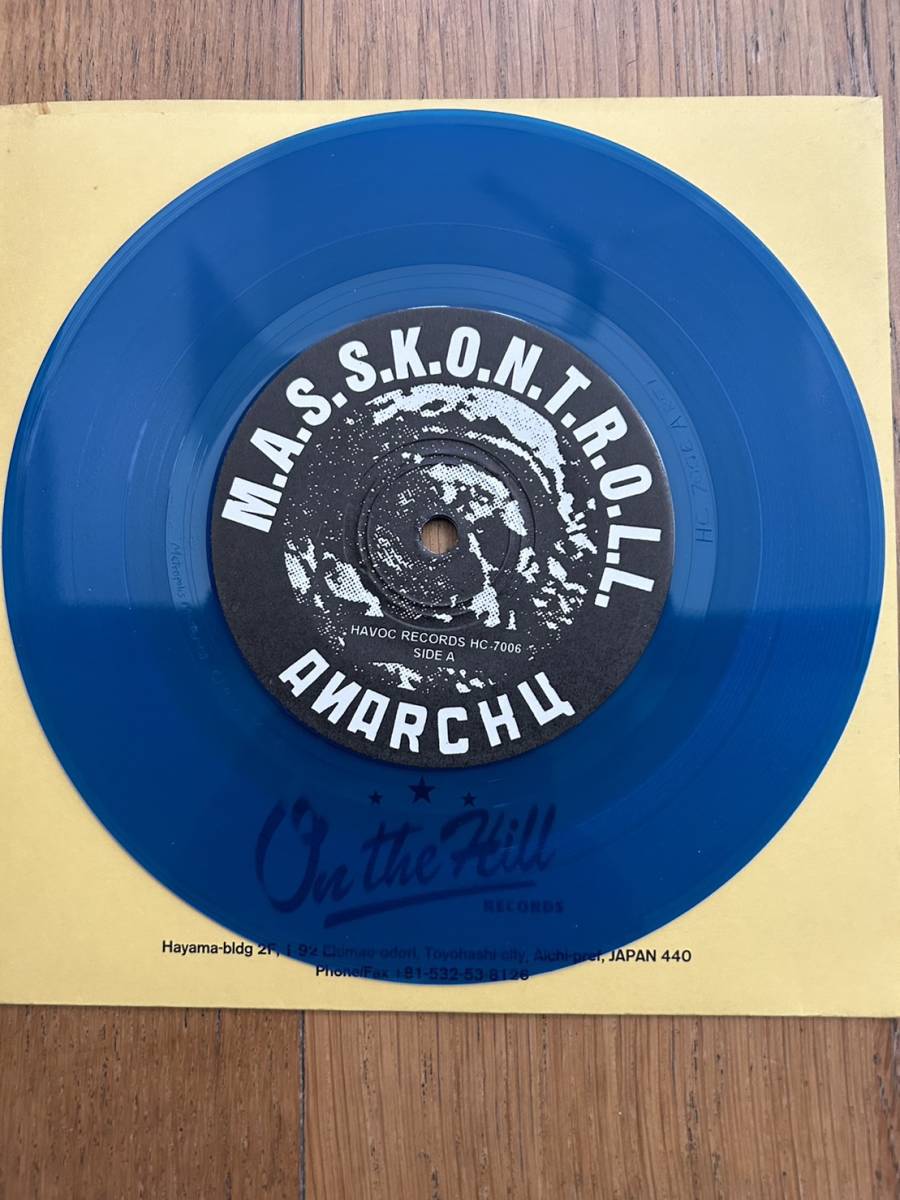 M.A.S.S.K.O.N.T.R.O.L.L.
HAVOC RECORDS HC-7006
SIDE A
AИARCHЧ
On the Hill
RECORDS
Hayama-bldg 2F, 1-92 Ekimae-odori, Toyohashi city, Aichi-pref, JAPAN 440
Phone/Fax +81-532-53-8126